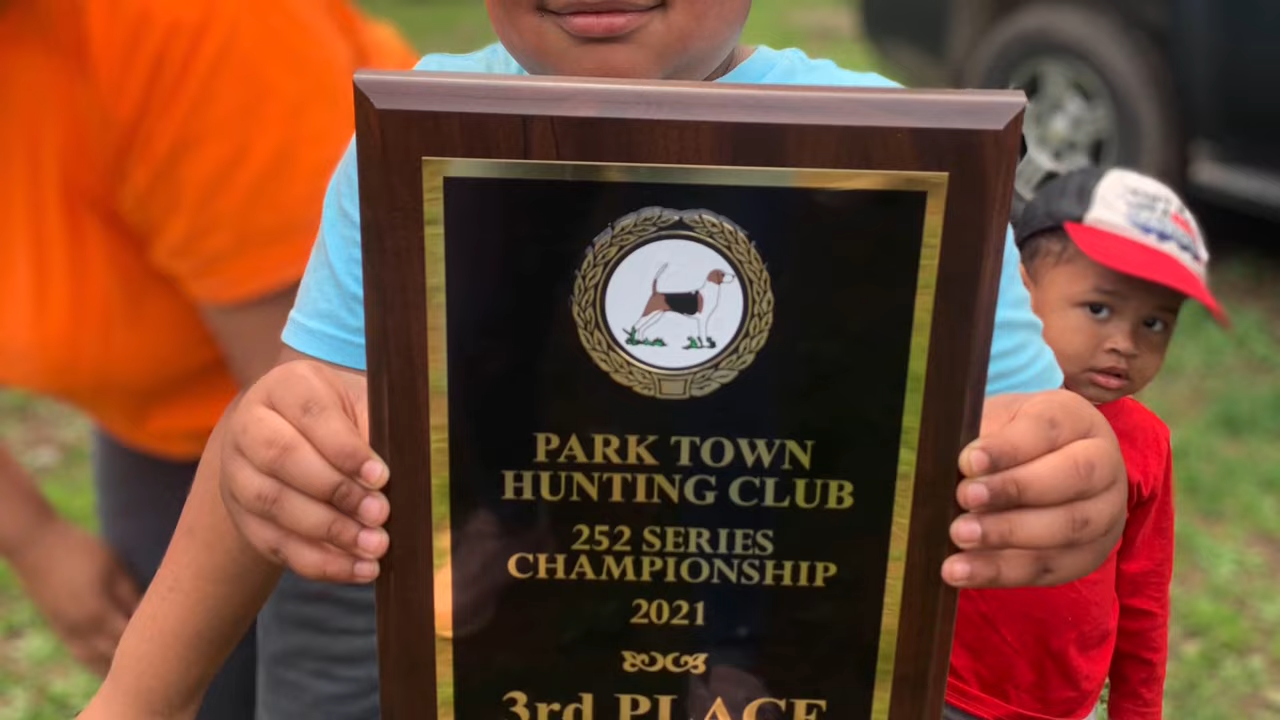 PARK TOWN
HUNTING CLUB
252 SERIES
CHAMPIONSHIP
2021
3rd PLACE